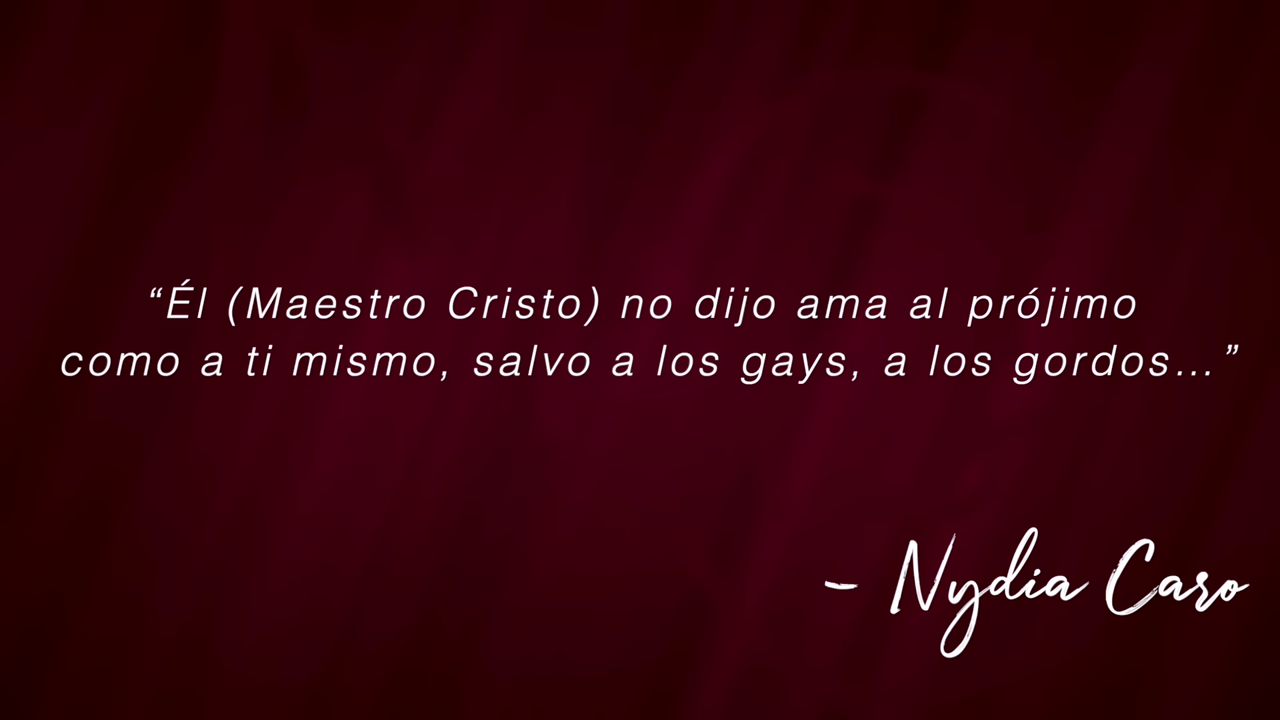 “Él (Maestro Cristo) no dijo ama al prójimo
como a ti mismo, salvo a los gays, a los gordos...”
- Nydia Caro